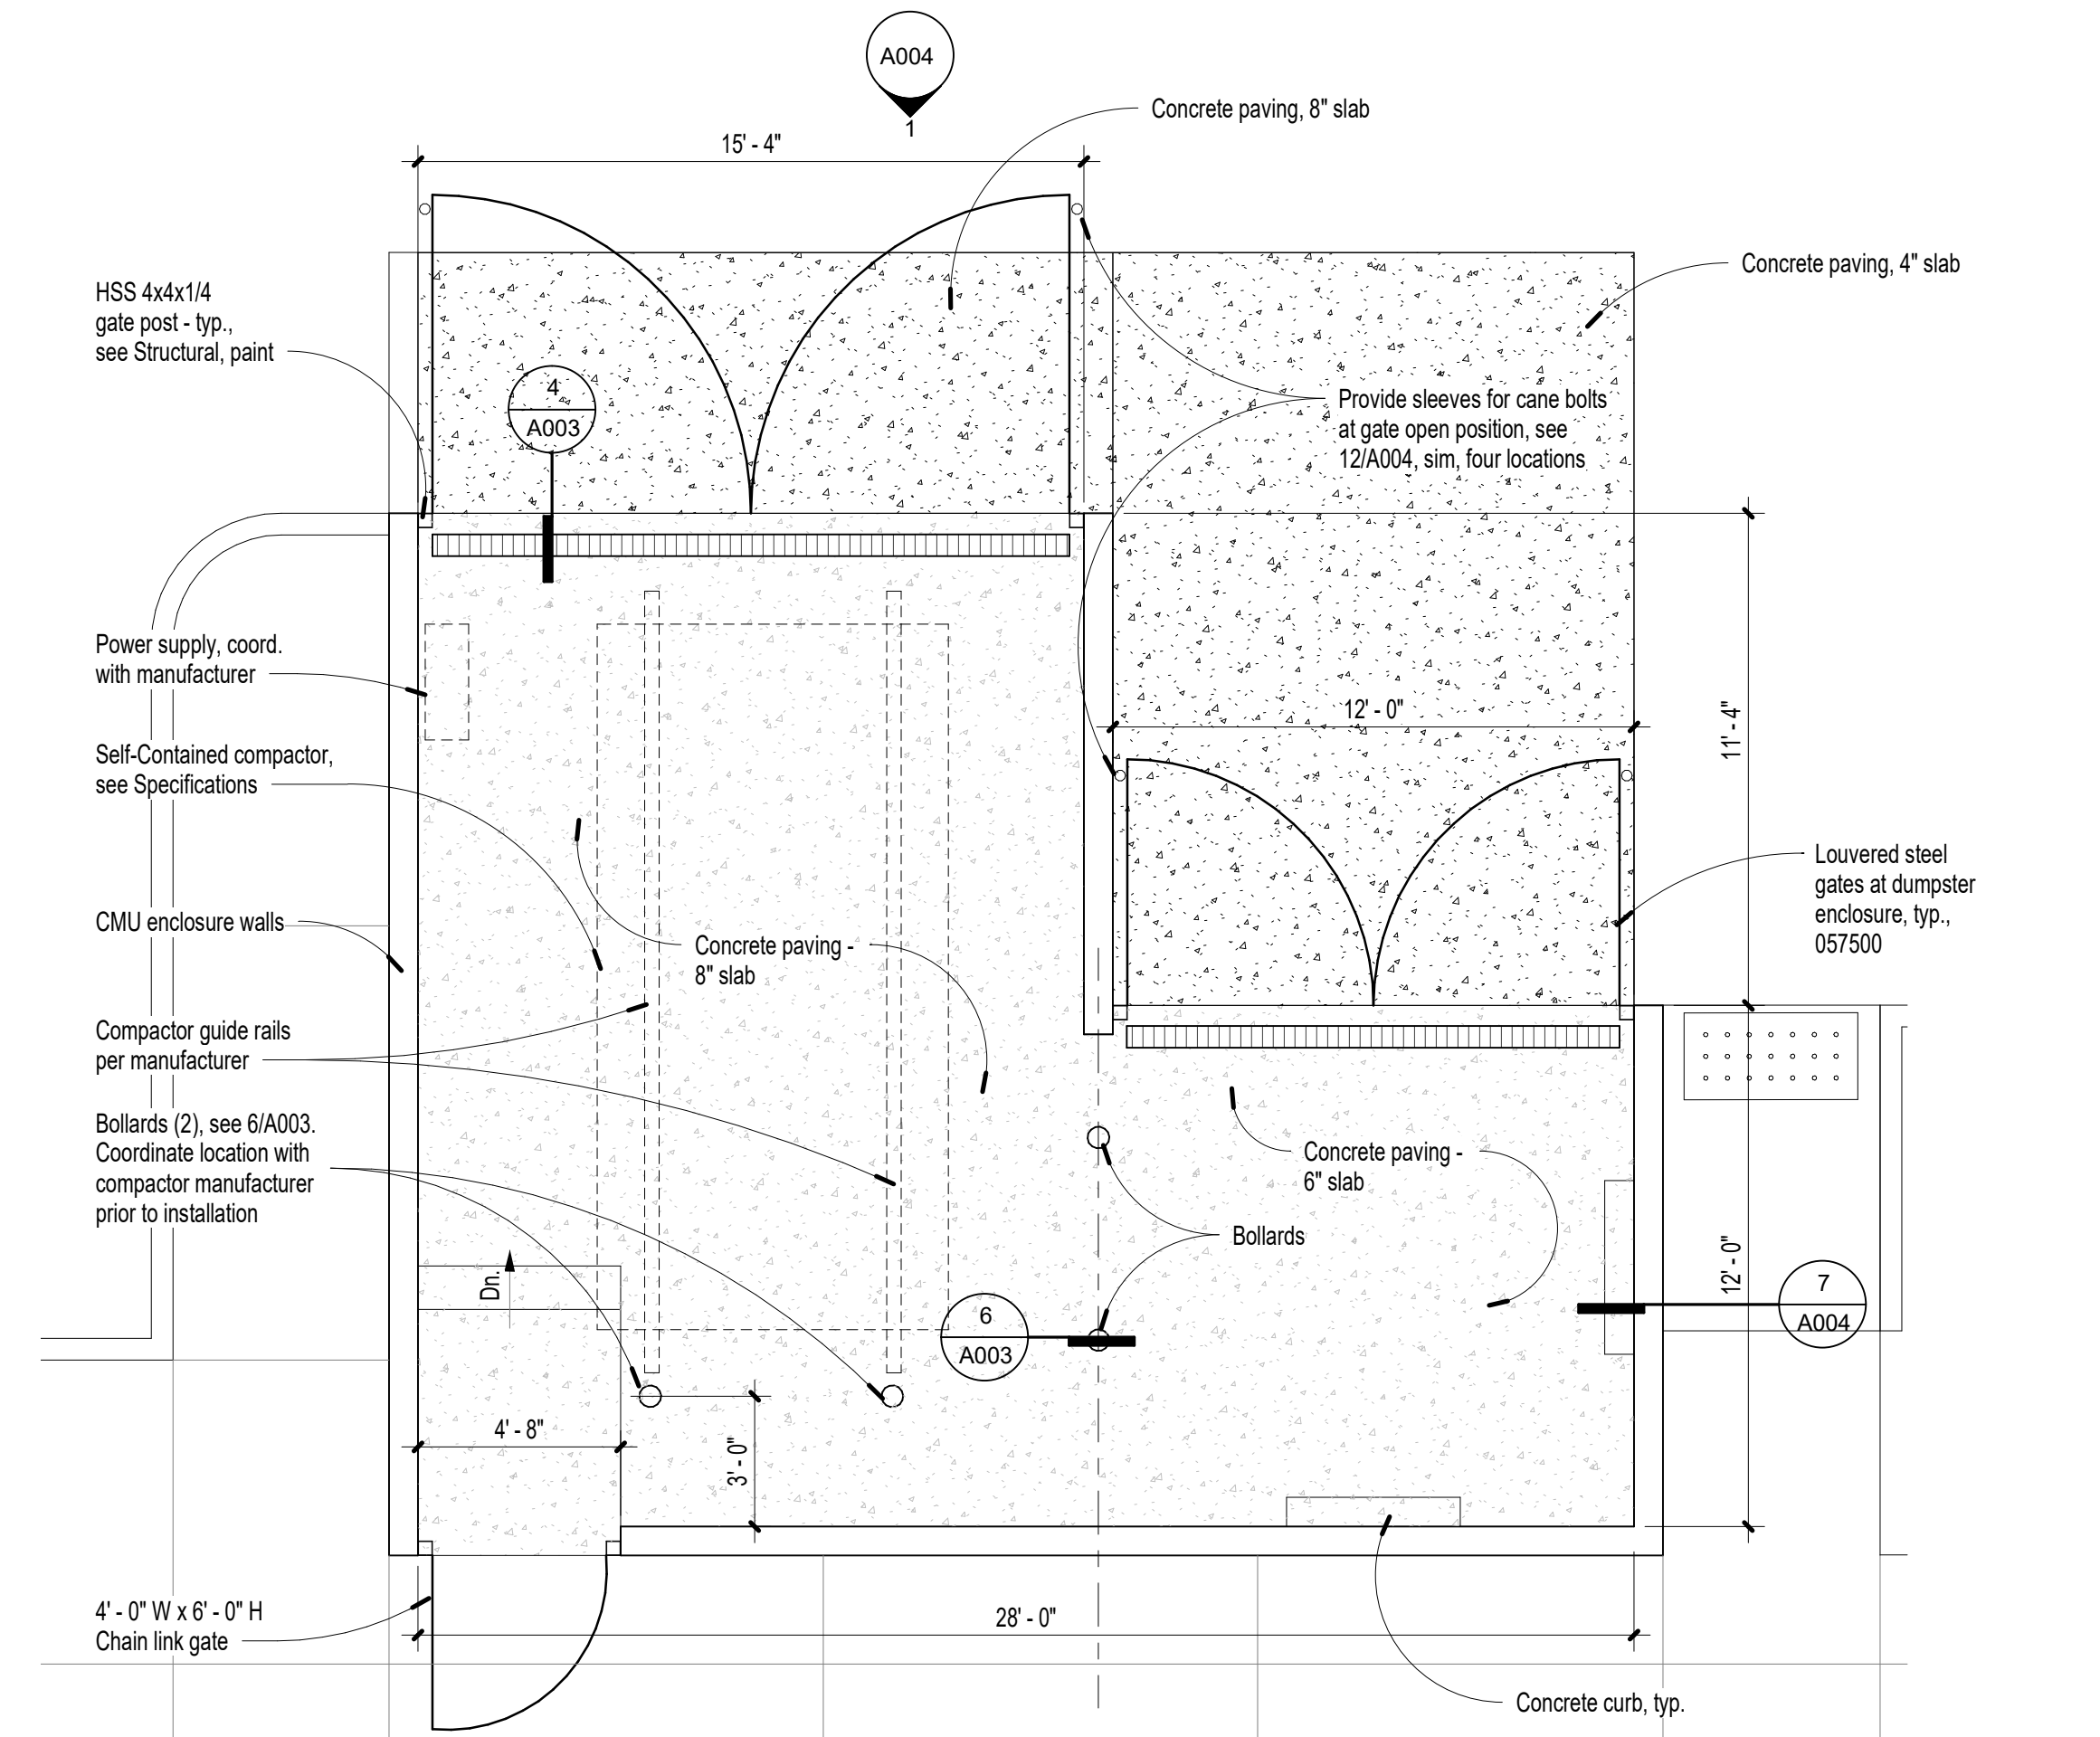 A004
1
Concrete paving, 8" slab
15' - 4"
Concrete paving, 4" slab
HSS 4x4x1/4
gate post - typ.,
see Structural, paint
4
A003
Provide sleeves for cane bolts
at gate open position, see
12/A004, sim, four locations
Power supply, coord.
with manufacturer
12' - 0"
11' - 4"
Self-Contained compactor,
see Specifications
Louvered steel
gates at dumpster
enclosure, typ.,
057500
CMU enclosure walls
Concrete paving -
8" slab
Compactor guide rails
per manufacturer
Bollards (2), see 6/A003.
Coordinate location with
compactor manufacturer
prior to installation
Concrete paving -
6" slab
Bollards
Dn.
12' - 0"
7
A004
6
A003
4' - 8"
3' - 0"
4' - 0" W x 6' - 0" H
Chain link gate
28' - 0"
Concrete curb, typ.